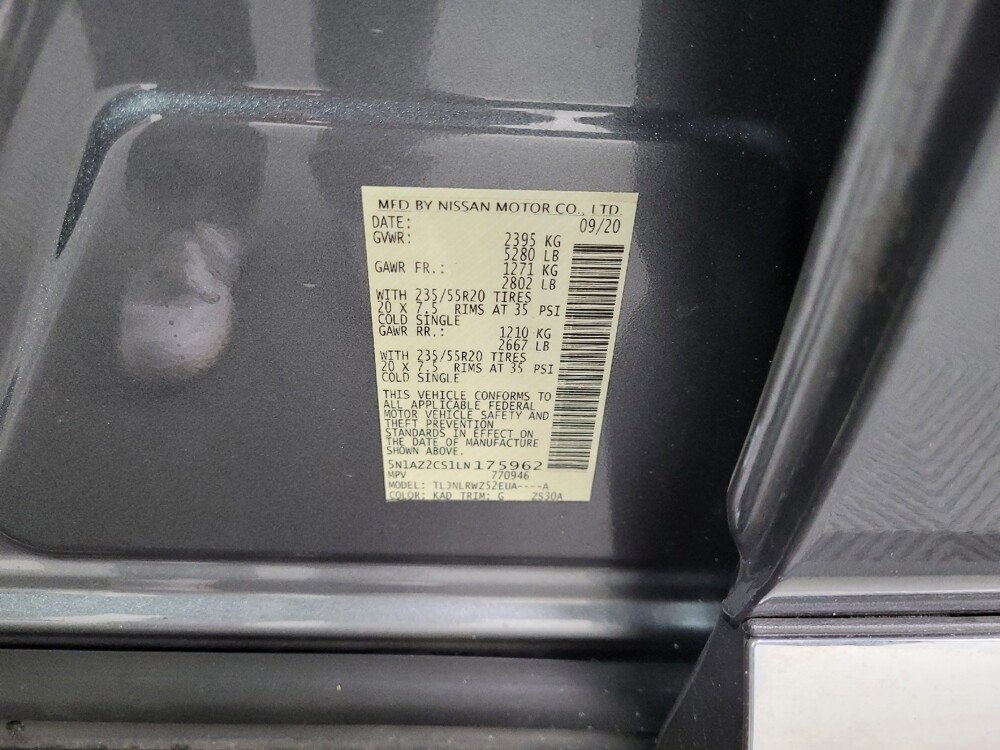 MFD BY NISSAN MOTOR CO., LTD.
DATE: 09/20
GVWR: 2395 KG
5280 LB
GAWR FR.: 1271 KG
2802 LB
WITH 235/55R20 TIRES
20 X 7.5 RIMS AT 35 PSI
COLD SINGLE
GAWR RR.: 1210 KG
2667 LB
WITH 235/55R20 TIRES
20 X 7.5 RIMS AT 35 PSI
COLD SINGLE
THIS VEHICLE CONFORMS TO
ALL APPLICABLE FEDERAL
MOTOR VEHICLE SAFETY AND
THEFT PREVENTION
STANDARDS IN EFFECT ON
THE DATE OF MANUFACTURE
SHOWN ABOVE.
5N1AZ2CS1LN175962
MPV 770946
MODEL: TLJNLRWZ52EUA----A
COLOR: KAD TRIM: G ZS30A